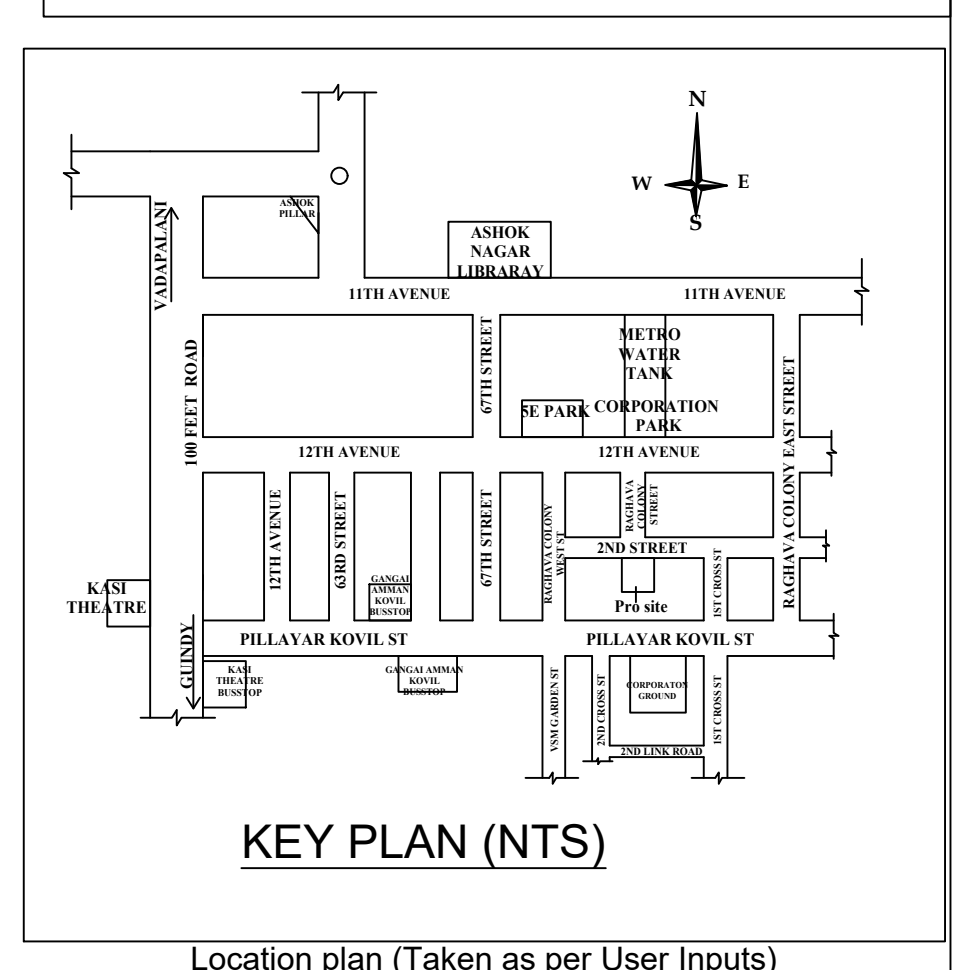 N
W
E
S
ASHOK
PILLAR
VADAPALANI
ASHOK
NAGAR
LIBRARAY
11TH AVENUE
11TH AVENUE
100 FEET ROAD
67TH STREET
METRO
WATER
TANK
5E PARK
CORPORATION
PARK
RAGHAVA COLONY EAST STREET
12TH AVENUE
12TH AVENUE
12TH AVENUE
63RD STREET
67TH STREET
RAGHAVA COLONY
WEST ST
RAGHAVA
COLONY
STREET
2ND STREET
GANGAI
AMMAN
KOVIL
BUSSTOP
1ST CROSS ST
Pro site
KASI
THEATRE
PILLAYAR KOVIL ST
PILLAYAR KOVIL ST
GUINDY
KASI
THEATRE
BUSSTOP
GANGAI AMMAN
KOVIL
BUSSTOP
VSM GARDEN ST
2ND CROSS ST
CORPORATON
GROUND
1ST CROSS ST
2ND LINK ROAD
KEY PLAN (NTS)
Location plan (Taken as per User Inputs)